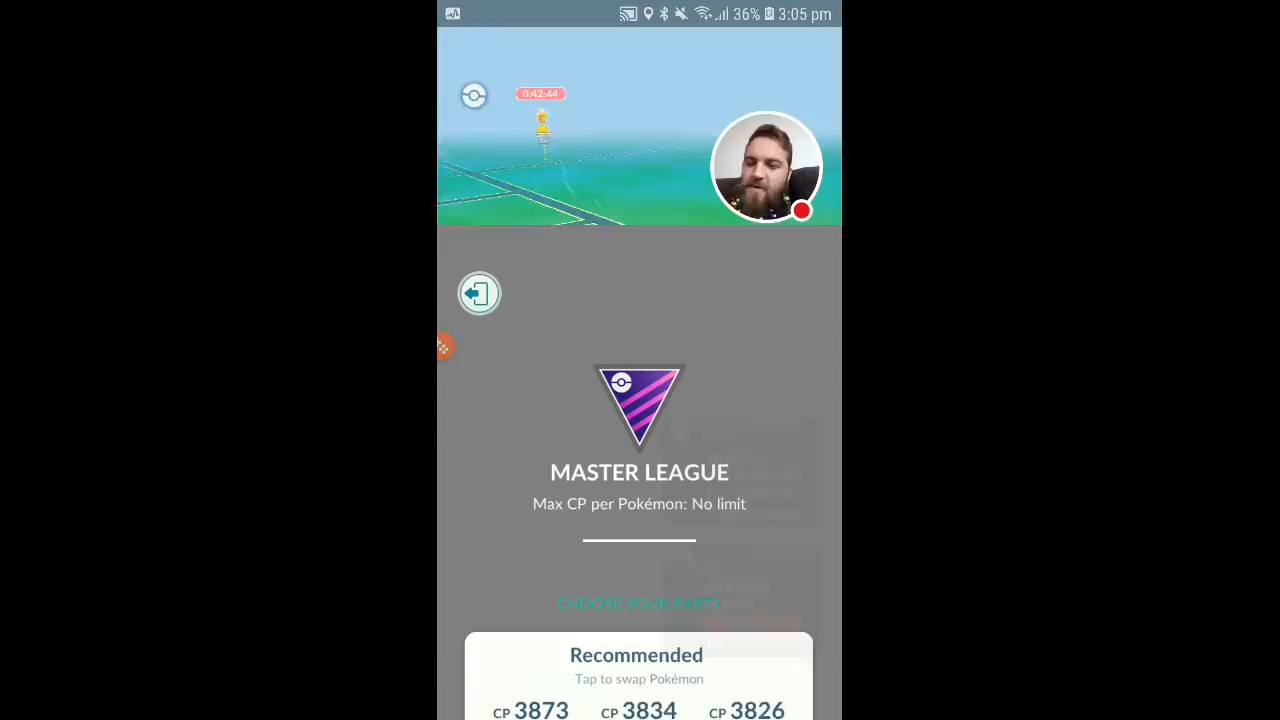 36% 3:05 pm
0:42:44
MASTER LEAGUE
Max CP per Pokémon: No limit
CHOOSE YOUR PARTY
Recommended
Tap to swap Pokémon
CP 3873 CP 3834 CP 3826